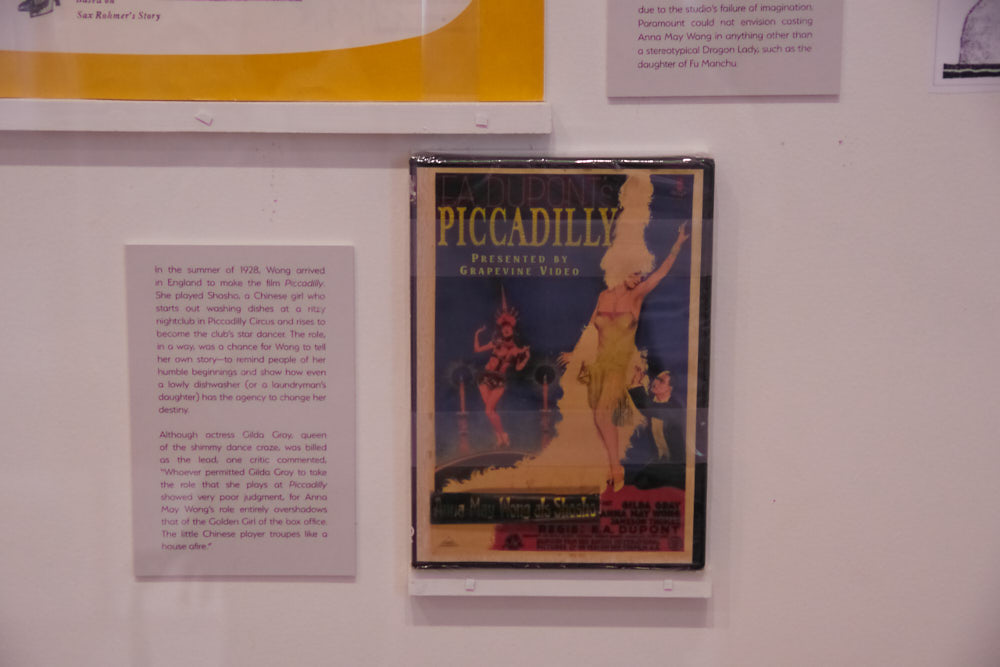 Based on
Sax Rohmer's Story
due to the studio's failure of imagination.
Paramount could not envision casting
Anna May Wong in anything other than
a stereotypical Dragon Lady, such as the
daughter of Fu Manchu.
In the summer of 1928, Wong arrived
in England to make the film Piccadilly.
She played Shosho, a Chinese girl who
starts out washing dishes at a ritzy
nightclub in Piccadilly Circus and rises to
become the club's star dancer. The role,
in a way, was a chance for Wong to tell
her own story—to remind people of her
humble beginnings and show how even
a lowly dishwasher (or a laundryman's
daughter) has the agency to change her
destiny.
Although actress Gilda Gray, queen
of the shimmy dance craze, was billed
as the lead, one critic commented,
"Whoever permitted Gilda Gray to take
the role that she plays at Piccadilly
showed very poor judgment, for Anna
May Wong's role entirely overshadows
that of the Golden Girl of the box office.
The little Chinese player troupes like a
house afire."
E.A. DUPONT'S
PICCADILLY
PRESENTED BY
GRAPEVINE VIDEO
Anna May Wong als Shosho
GILDA GRAY
ANNA MAY WONG
JAMESON THOMAS
REGIE: E.A. DUPONT